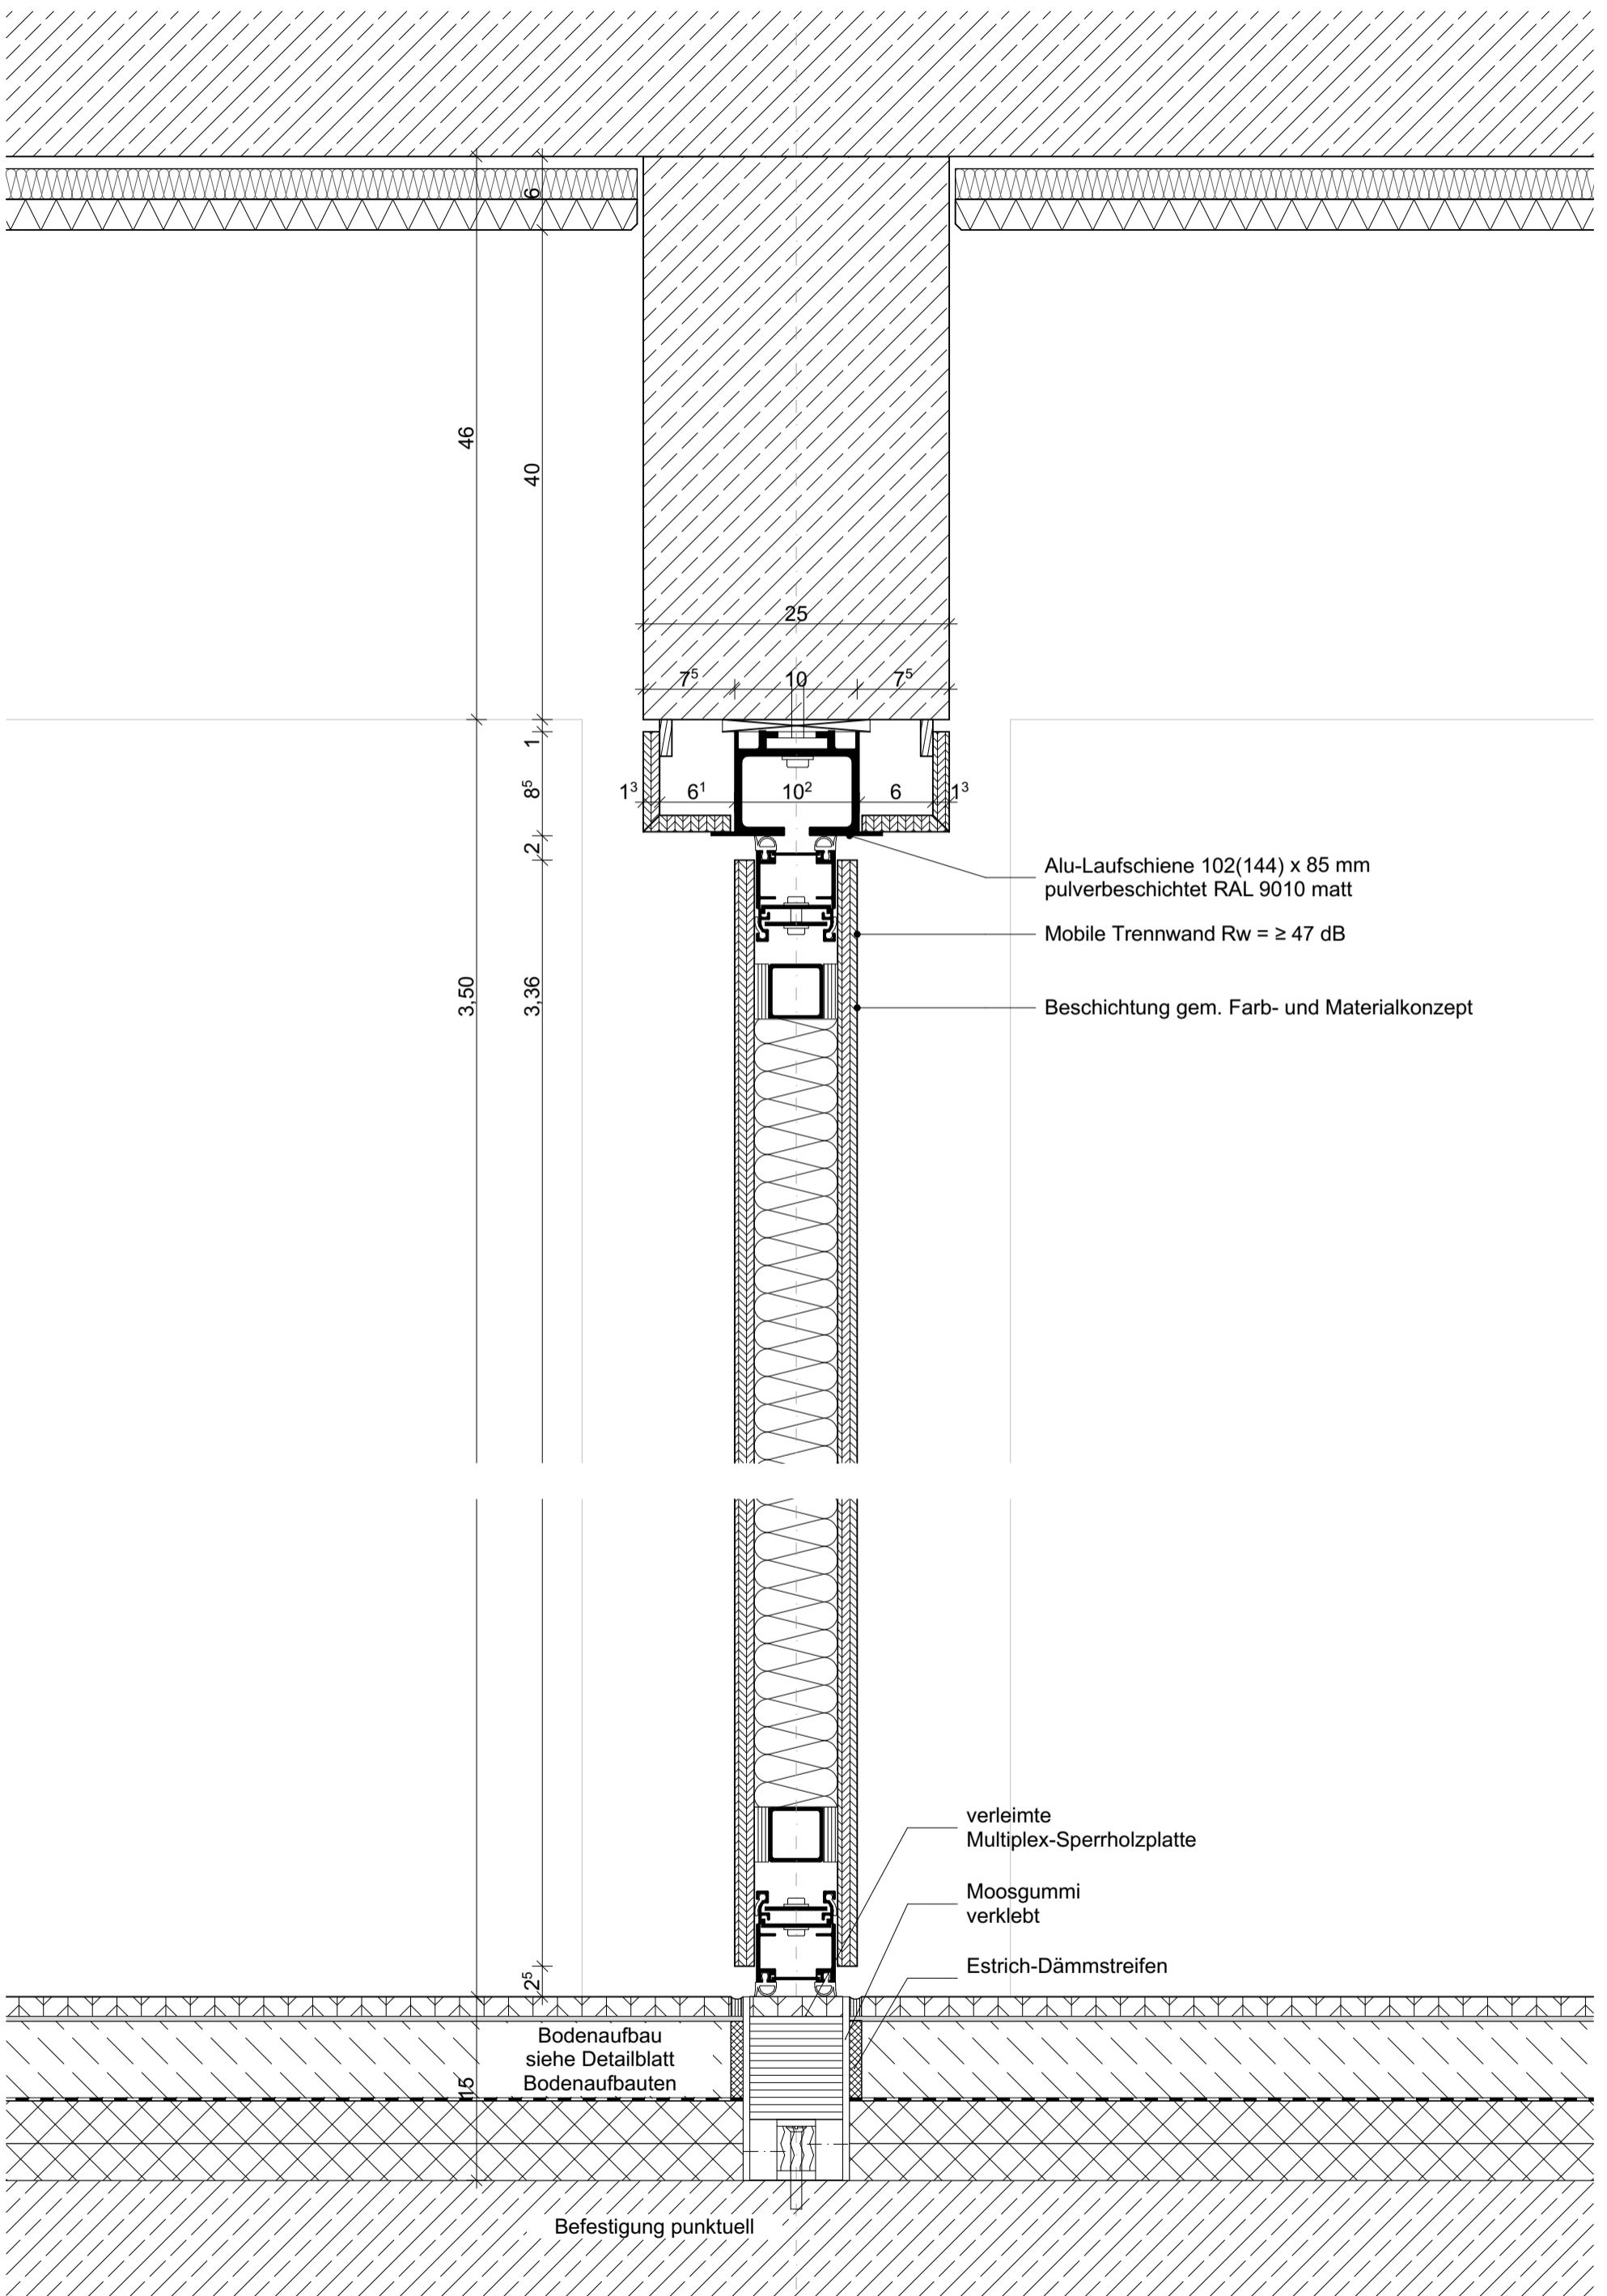 6
46
40
25
7⁵ 10 7⁵
1
8⁵
1³ 6¹ 10² 6 1³
2
Alu-Laufschiene 102(144) x 85 mm
pulverbeschichtet RAL 9010 matt
Mobile Trennwand Rw = ≥ 47 dB
3,50
3,36
Beschichtung gem. Farb- und Materialkonzept
verleimte
Multiplex-Sperrholzplatte
Moosgummi
verklebt
Estrich-Dämmstreifen
2⁵
Bodenaufbau
siehe Detailblatt
Bodenaufbauten
15
Befestigung punktuell